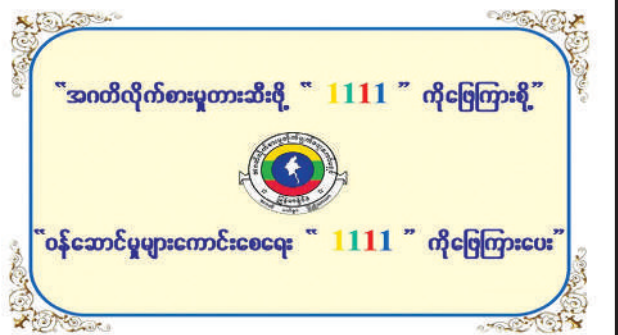 “အဂတိလိုက်စားမှုတားဆီးဖို့ “ 1111 ” ကိုဖြေကြားစို့”
“ဝန်ဆောင်မှုများကောင်းစေရေး “ 1111 ” ကိုဖြေကြားပေး”